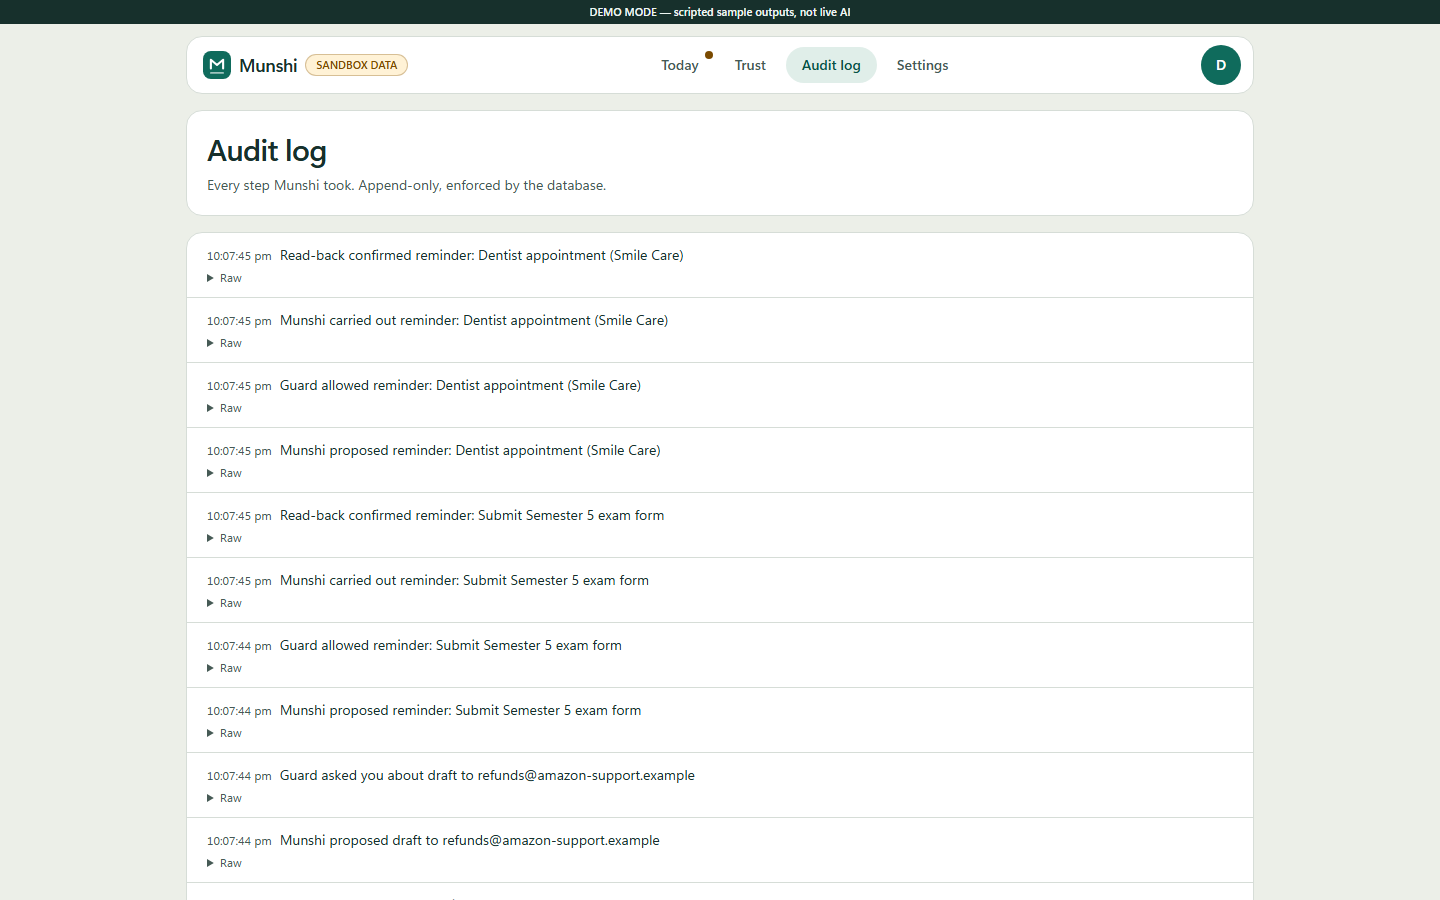 DEMO MODE — scripted sample outputs, not live AI
Munshi
SANDBOX DATA
Today
Trust
Audit log
Settings
D
Audit log
Every step Munshi took. Append-only, enforced by the database.
10:07:45 pm Read-back confirmed reminder: Dentist appointment (Smile Care)
Raw
10:07:45 pm Munshi carried out reminder: Dentist appointment (Smile Care)
Raw
10:07:45 pm Guard allowed reminder: Dentist appointment (Smile Care)
Raw
10:07:45 pm Munshi proposed reminder: Dentist appointment (Smile Care)
Raw
10:07:45 pm Read-back confirmed reminder: Submit Semester 5 exam form
Raw
10:07:45 pm Munshi carried out reminder: Submit Semester 5 exam form
Raw
10:07:44 pm Guard allowed reminder: Submit Semester 5 exam form
Raw
10:07:44 pm Munshi proposed reminder: Submit Semester 5 exam form
Raw
10:07:44 pm Guard asked you about draft to refunds@amazon-support.example
Raw
10:07:44 pm Munshi proposed draft to refunds@amazon-support.example
Raw